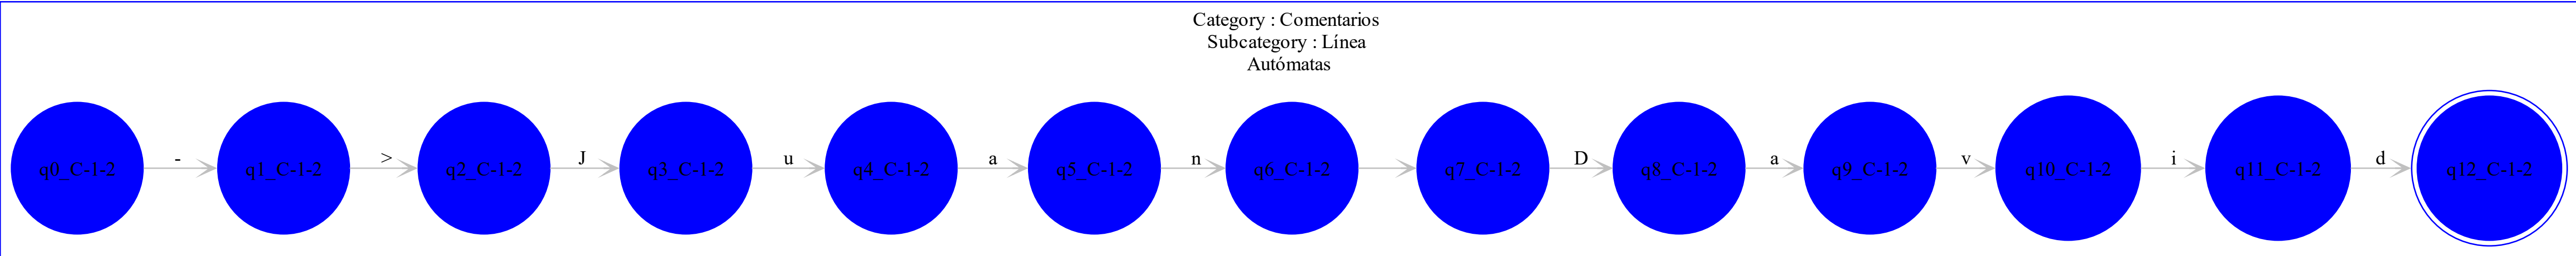 Category : Comentarios
Subcategory : Línea
Autómatas
q0_C-1-2 - q1_C-1-2 > q2_C-1-2 J q3_C-1-2 u q4_C-1-2 a q5_C-1-2 n q6_C-1-2 q7_C-1-2 D q8_C-1-2 a q9_C-1-2 v q10_C-1-2 i q11_C-1-2 d q12_C-1-2